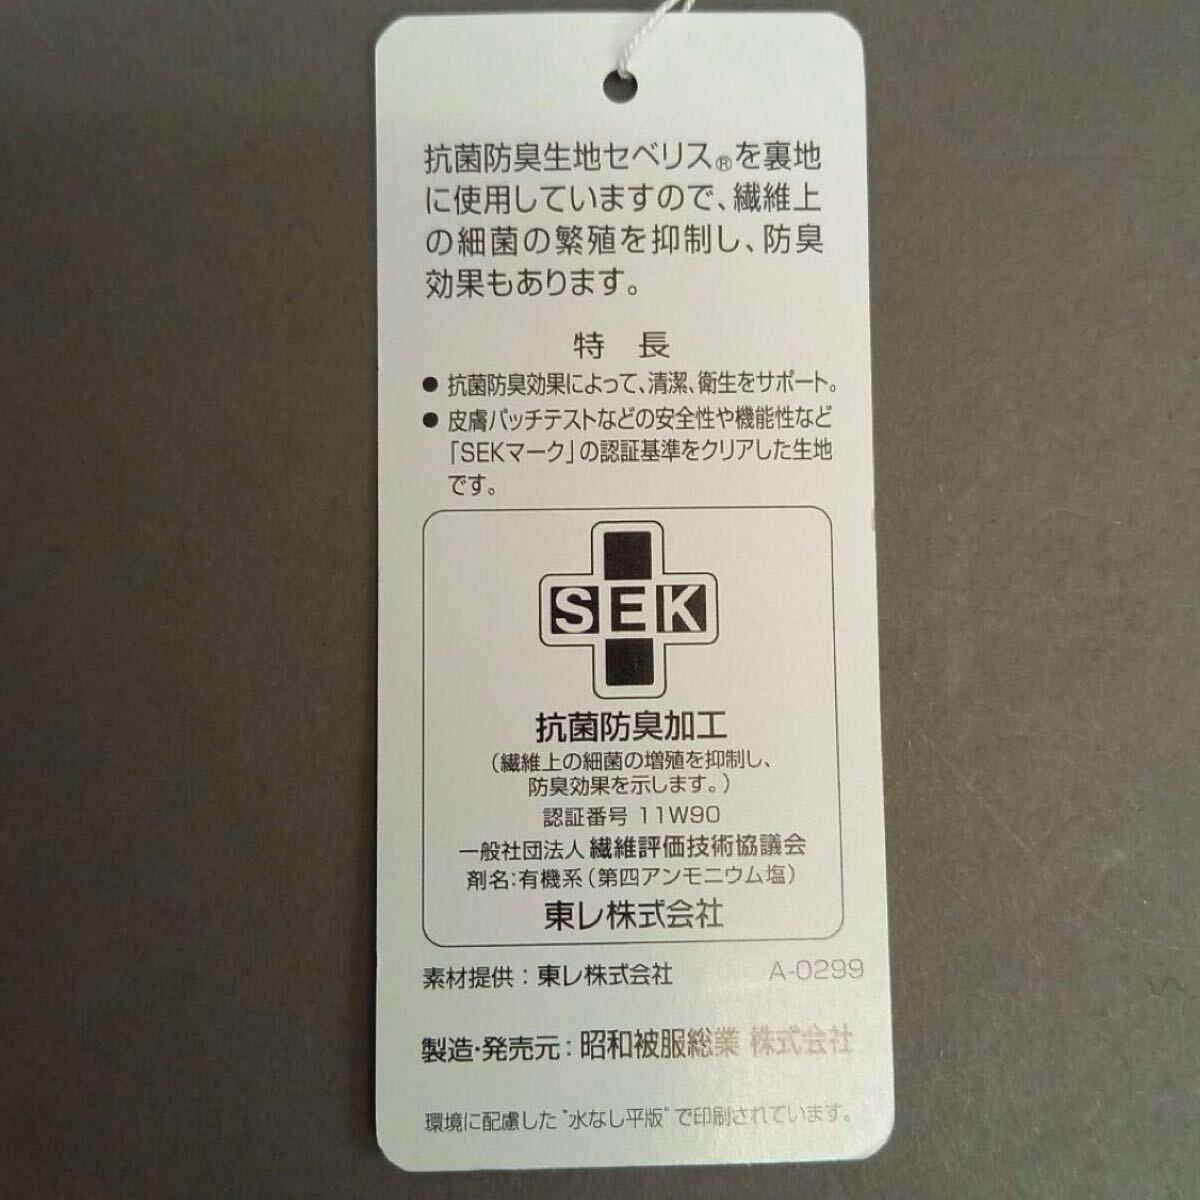 抗菌防臭生地セベリス®を裏地
に使用していますので、繊維上
の細菌の繁殖を抑制し、防臭
効果もあります。
特 長
● 抗菌防臭効果によって、清潔、衛生をサポート。
● 皮膚パッチテストなどの安全性や機能性など
「SEKマーク」の認証基準をクリアした生地
です。
SEK
抗菌防臭加工
(繊維上の細菌の増殖を抑制し、
防臭効果を示します。)
認証番号 11W90
一般社団法人 繊維評価技術協議会
剤名:有機系(第四アンモニウム塩)
東レ株式会社
素材提供:東レ株式会社 A-0299
製造・発売元:昭和被服総業 株式会社
環境に配慮した"水なし平版"で印刷されています。